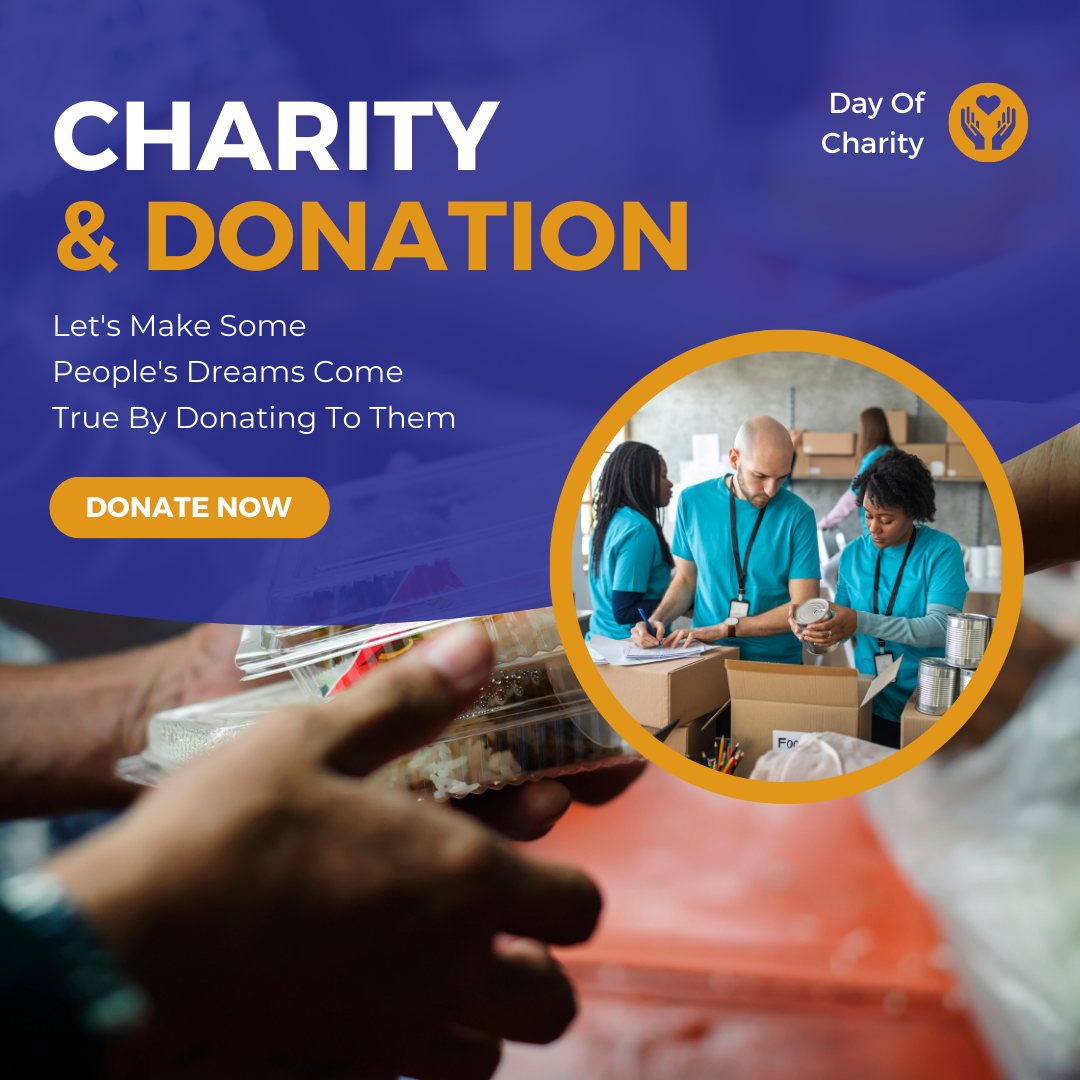 CHARITY
& DONATION
Day Of
Charity
Let's Make Some
People's Dreams Come
True By Donating To Them
DONATE NOW